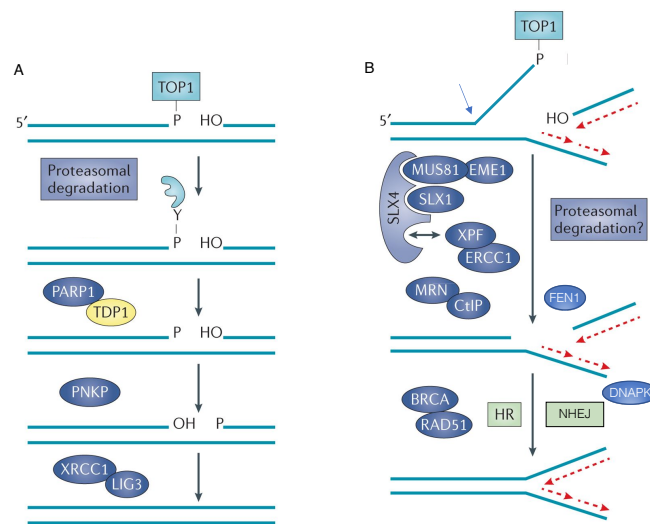 A
TOP1
5′
P HO
Proteasomal
degradation
Y
P HO
PARP1
TDP1
P HO
PNKP
OH P
XRCC1
LIG3
B
TOP1
P
HO
5′
MUS81
EME1
SLX1
SLX4
XPF
ERCC1
Proteasomal
degradation?
MRN
CtIP
FEN1
DNAPK
BRCA
RAD51
HR
NHEJ